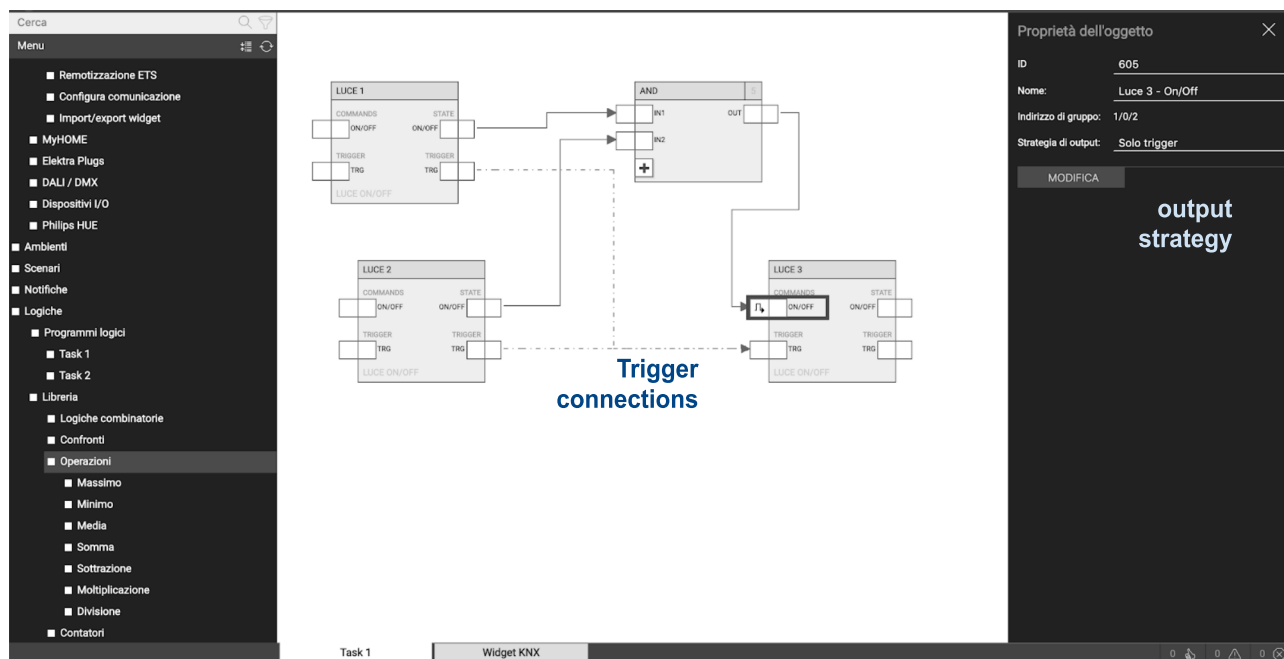 Cerca
Menu
Remotizzazione ETS
Configura comunicazione
Import/export widget
MyHOME
Elektra Plugs
DALI / DMX
Dispositivi I/O
Philips HUE
Ambienti
Scenari
Notifiche
Logiche
Programmi logici
Task 1
Task 2
Libreria
Logiche combinatorie
Confronti
Operazioni
Massimo
Minimo
Media
Somma
Sottrazione
Moltiplicazione
Divisione
Contatori
LUCE 1
COMMANDS STATE
ON/OFF ON/OFF
TRIGGER TRIGGER
TRG TRG
LUCE ON/OFF
AND S
IN1 OUT
IN2
LUCE 2
COMMANDS STATE
ON/OFF ON/OFF
TRIGGER TRIGGER
TRG TRG
LUCE ON/OFF
LUCE 3
COMMANDS STATE
ON/OFF ON/OFF
TRIGGER TRIGGER
TRG TRG
LUCE ON/OFF
Trigger
connections
Proprietà dell'oggetto
ID 605
Nome: Luce 3 - On/Off
Indirizzo di gruppo: 1/0/2
Strategia di output: Solo trigger
MODIFICA
output
strategy
Task 1 Widget KNX
0 0 0